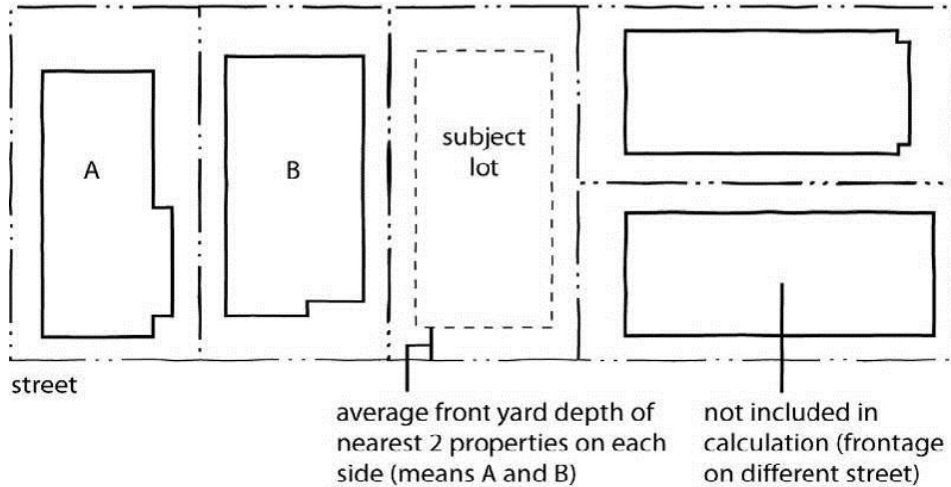 A
B
subject
lot
street
average front yard depth of
nearest 2 properties on each
side (means A and B)
not included in
calculation (frontage
on different street)